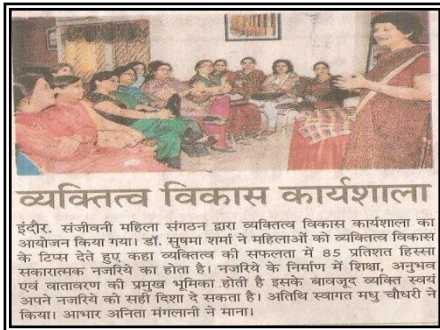 व्यक्तित्व विकास कार्यशाला
इंदौर. संजीवनी महिला संगठन द्वारा व्यक्तित्व विकास कार्यशाला का
आयोजन किया गया। डॉ. सुषमा शर्मा ने महिलाओं को व्यक्तित्व विकास
के टिप्स देते हुए कहा व्यक्तित्व की सफलता में 85 प्रतिशत हिस्सा
सकारात्मक नजरिये का होता है। नजरिये के निर्माण में शिक्षा, अनुभव
एवं वातावरण की प्रमुख भूमिका होती है इसके बावजूद व्यक्ति स्वयं
अपने नजरिये को सही दिशा दे सकता है। अतिथि स्वागत मधु चौधरी ने
किया। आभार अनिता मंगलानी ने माना।